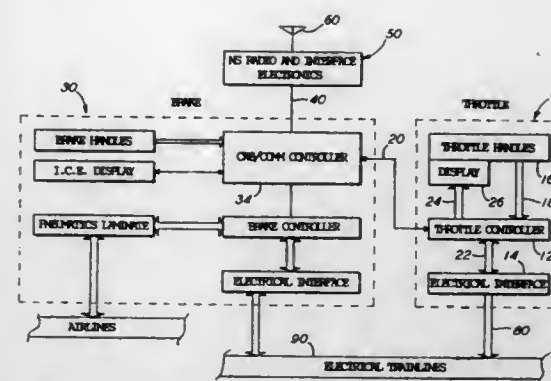 60
NS RADIO AND INTERFACE
ELECTRONICS
50
30
BRAKE
40
THROTTLE
BRAKE HANDLES
CAB/COMM CONTROLLER
20
THROTTLE HANDLES
16
I.C.E. DISPLAY
34
DISPLAY
24
26
18
PNEUMATICS LAMINATE
BRAKE CONTROLLER
THROTTLE CONTROLLER
12
22
14
ELECTRICAL INTERFACE
ELECTRICAL INTERFACE
AIRLINES
90
80
ELECTRICAL TRAINLINES